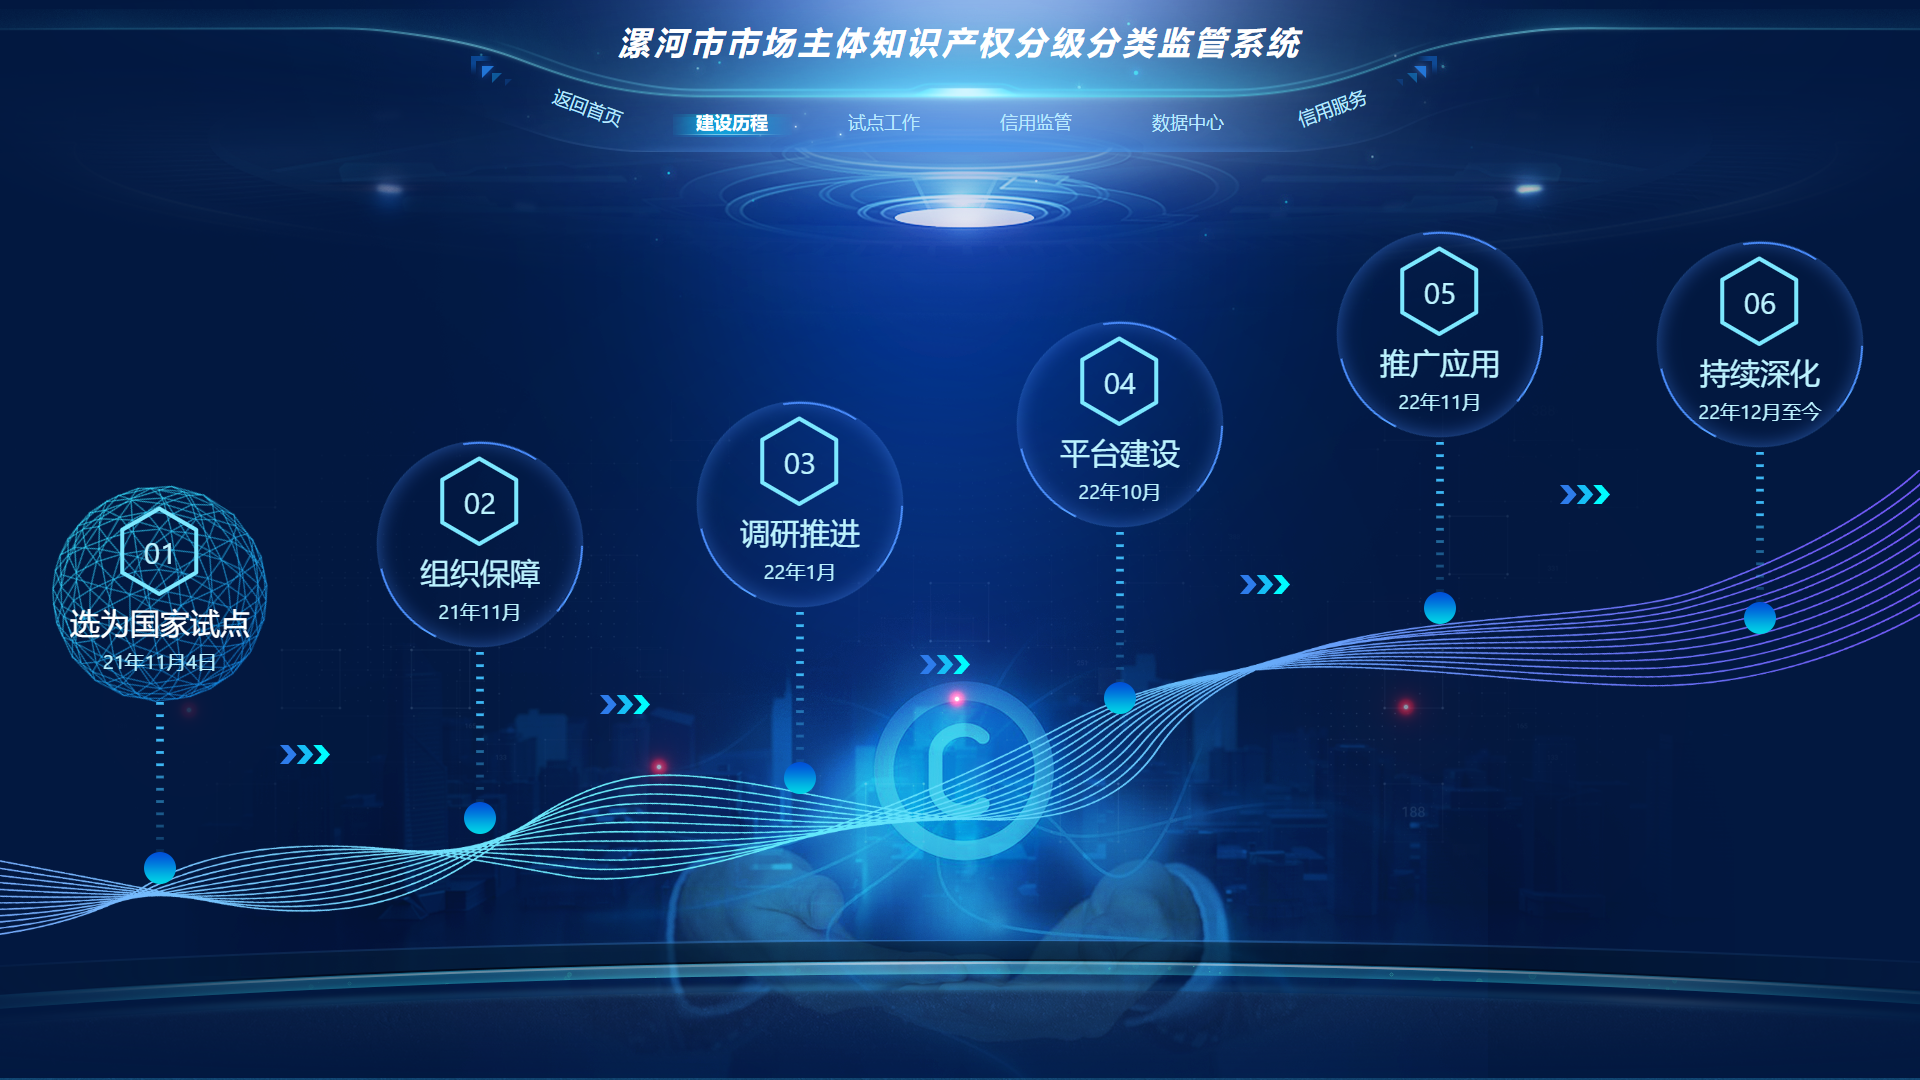 漯河市市场主体知识产权分级分类监管系统
返回首页
建设历程
试点工作
信用监管
数据中心
信用服务
01
选为国家试点
21年11月4日
02
组织保障
21年11月
03
调研推进
22年1月
04
平台建设
22年10月
05
推广应用
22年11月
06
持续深化
22年12月至今
C
188